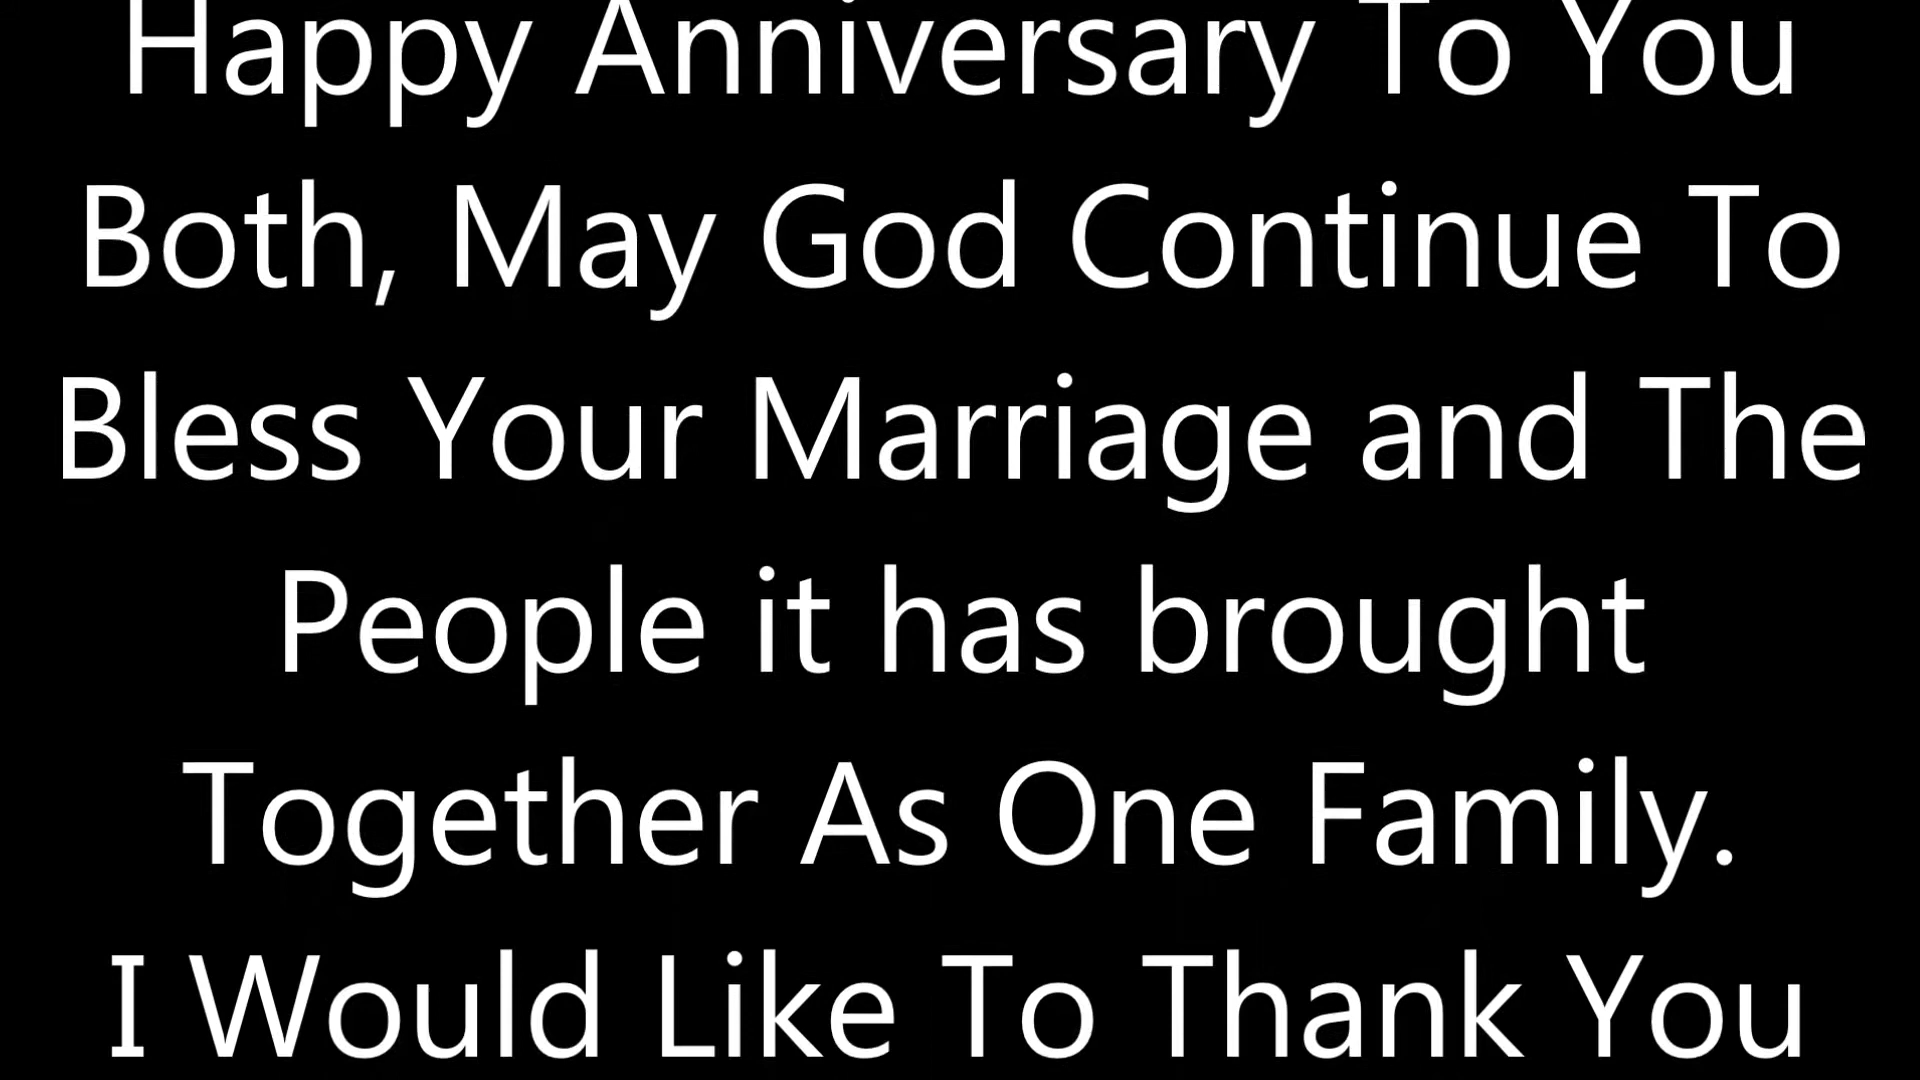 Happy Anniversary To You
Both, May God Continue To
Bless Your Marriage and The
People it has brought
Together As One Family.
I Would Like To Thank You